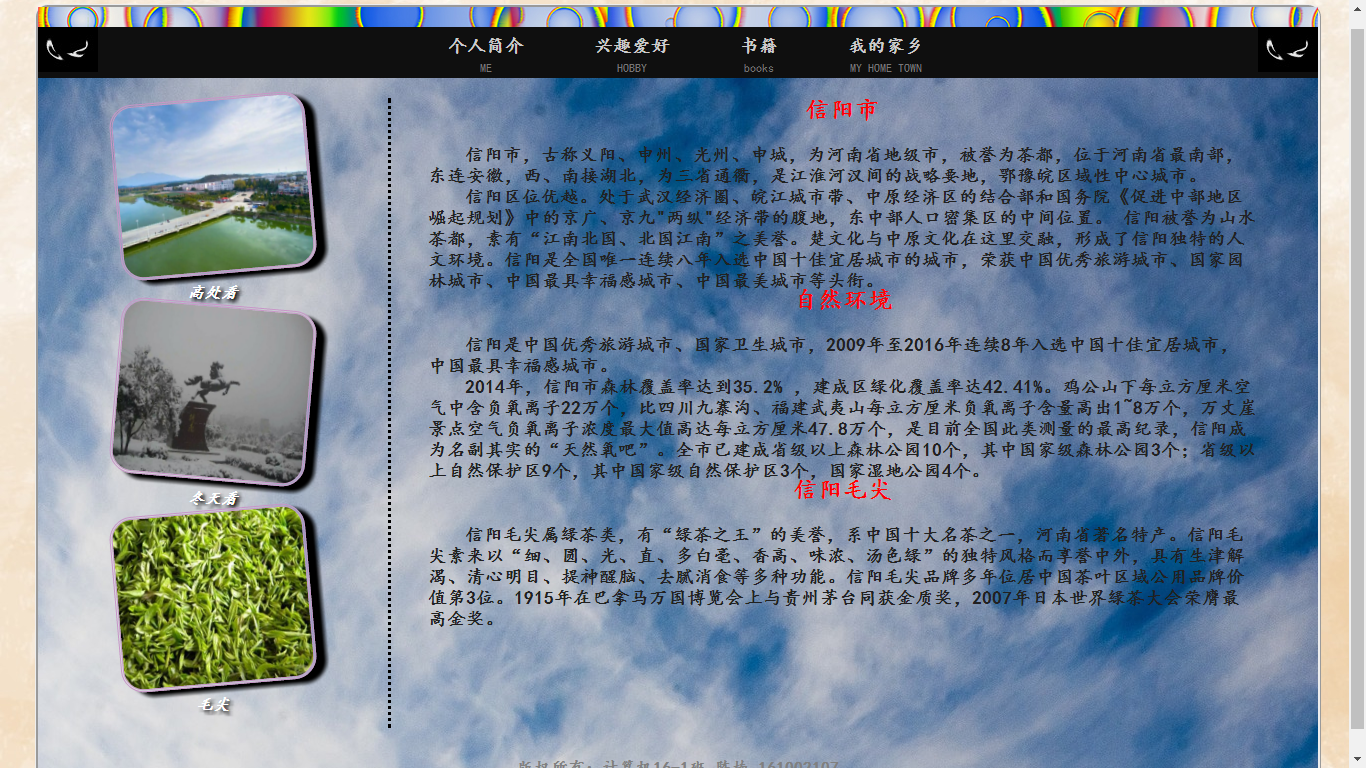 个人简介 兴趣爱好 书籍 我的家乡
ME HOBBY books MY HOME TOWN
高处看
冬天看
毛尖
信阳市
信阳市，古称义阳、申州、光州、申城，为河南省地级市，被誉为茶都，位于河南省最南部，
东连安徽，西、南接湖北，为三省通衢，是江淮河汉间的战略要地，鄂豫皖区域性中心城市。
信阳区位优越。处于武汉经济圈、皖江城市带、中原经济区的结合部和国务院《促进中部地区
崛起规划》中的京广、京九"两纵"经济带的腹地，东中部人口密集区的中间位置。 信阳被誉为山水
茶都，素有“江南北国、北国江南”之美誉。楚文化与中原文化在这里交融，形成了信阳独特的人
文环境。信阳是全国唯一连续八年入选中国十佳宜居城市的城市，荣获中国优秀旅游城市、国家园
林城市、中国最具幸福感城市、中国最美城市等头衔。
自然环境
信阳是中国优秀旅游城市、国家卫生城市，2009年至2016年连续8年入选中国十佳宜居城市，
中国最具幸福感城市。
2014年，信阳市森林覆盖率达到35.2% ，建成区绿化覆盖率达42.41%。鸡公山下每立方厘米空
气中含负氧离子22万个，比四川九寨沟、福建武夷山每立方厘米负氧离子含量高出1~8万个，万丈崖
景点空气负氧离子浓度最大值高达每立方厘米47.8万个，是目前全国此类测量的最高纪录，信阳成
为名副其实的“天然氧吧”。全市已建成省级以上森林公园10个，其中国家级森林公园3个；省级以
上自然保护区9个，其中国家级自然保护区3个，国家湿地公园4个。
信阳毛尖
信阳毛尖属绿茶类，有“绿茶之王”的美誉，系中国十大名茶之一，河南省著名特产。信阳毛
尖素来以“细、圆、光、直、多白毫、香高、味浓、汤色绿”的独特风格而享誉中外，具有生津解
渴、清心明目、提神醒脑、去腻消食等多种功能。信阳毛尖品牌多年位居中国茶叶区域公用品牌价
值第3位。1915年在巴拿马万国博览会上与贵州茅台同获金质奖，2007年日本世界绿茶大会荣膺最
高金奖。
版权所有：计算机16-1班